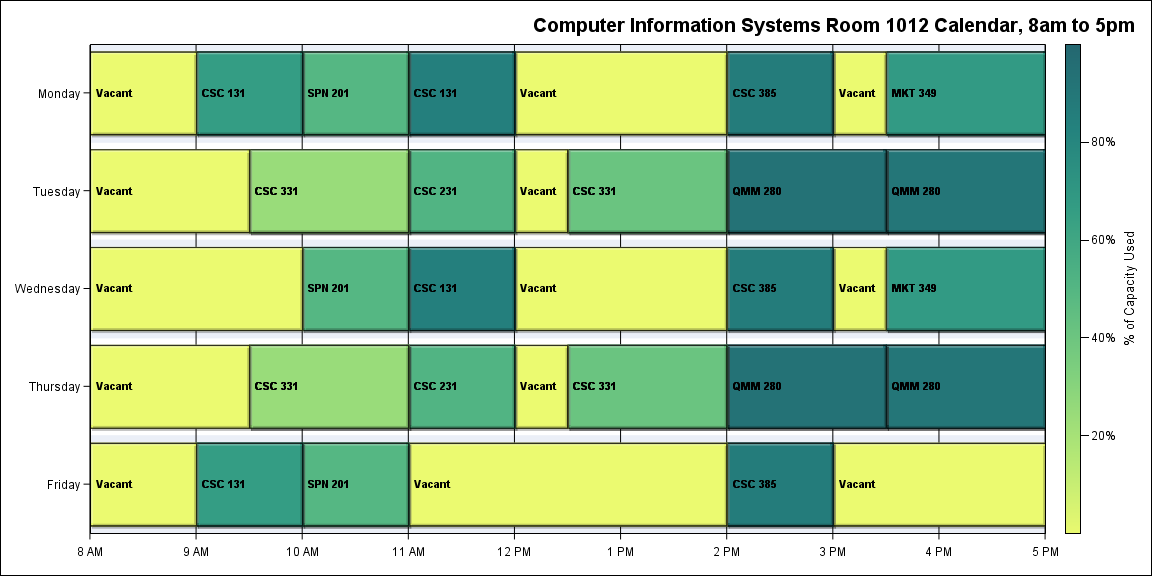 Computer Information Systems Room 1012 Calendar, 8am to 5pm
Monday
Vacant
CSC 131
SPN 201
CSC 131
Vacant
CSC 385
Vacant
MKT 349
Tuesday
Vacant
CSC 331
CSC 231
Vacant
CSC 331
QMM 280
QMM 280
Wednesday
Vacant
SPN 201
CSC 131
Vacant
CSC 385
Vacant
MKT 349
Thursday
Vacant
CSC 331
CSC 231
Vacant
CSC 331
QMM 280
QMM 280
Friday
Vacant
CSC 131
SPN 201
Vacant
CSC 385
Vacant
8 AM
9 AM
10 AM
11 AM
12 PM
1 PM
2 PM
3 PM
4 PM
5 PM
80%
60%
40%
20%
% of Capacity Used